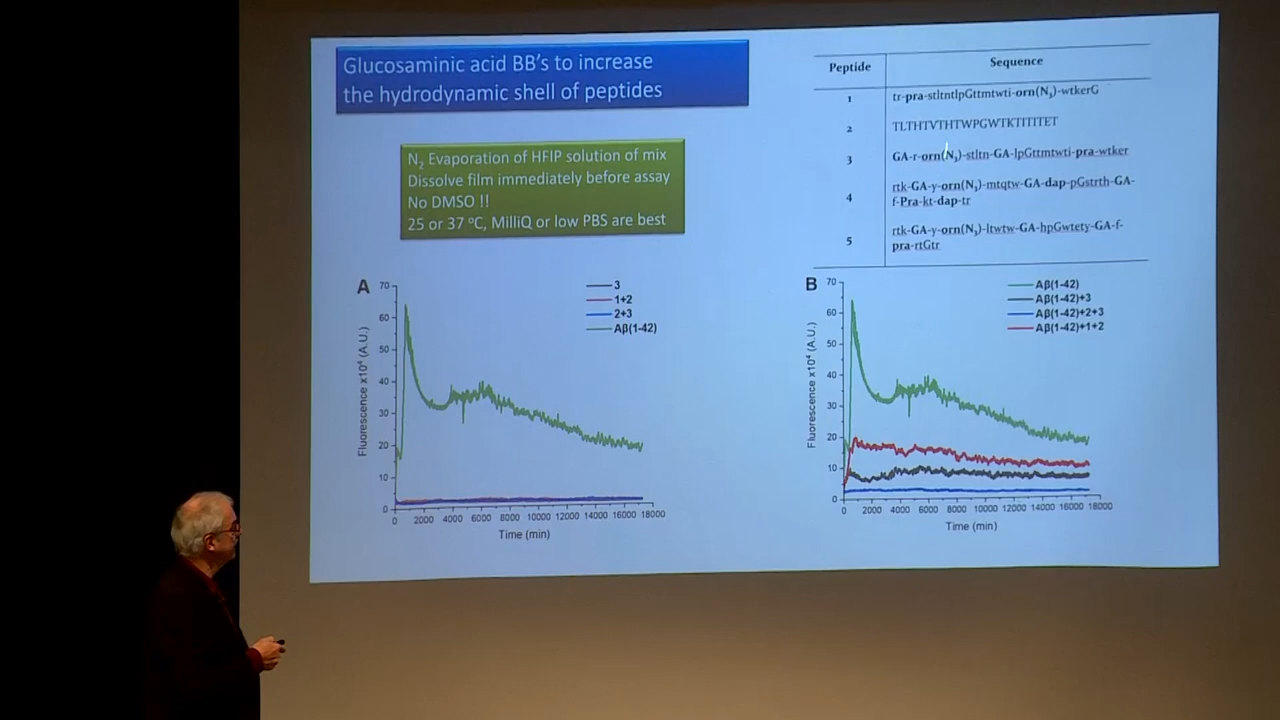 Glucosaminic acid BB's to increase
the hydrodynamic shell of peptides
N2 Evaporation of HFIP solution of mix
Dissolve film immediately before assay
No DMSO !!
25 or 37 °C, MilliQ or low PBS are best
Peptide Sequence
1 tr-pra-stltntlpGttmtwti-orn(N3)-wtkerG
2 TLTHTVTHTWPGWTKTITITET
3 GA-r-orn(N3)-stltn-GA-lpGttmtwti-pra-wtker
4 rtk-GA-y-orn(N3)-mtqtw-GA-dap-pGstrth-GA-
f-Pra-kt-dap-tr
5 rtk-GA-y-orn(N3)-ltwtw-GA-hpGwtety-GA-f-
pra-rtGtr
A
70
60
50
40
30
20
10
0
Fluorescence x10⁴ (A.U.)
0 2000 4000 6000 8000 10000 12000 14000 16000 18000
Time (min)
3
1+2
2+3
Aβ(1-42)
B
70
60
50
40
30
20
10
0
Fluorescence x10⁴ (A.U.)
0 2000 4000 6000 8000 10000 12000 14000 16000 18000
Time (min)
Aβ(1-42)
Aβ(1-42)+3
Aβ(1-42)+2+3
Aβ(1-42)+1+2